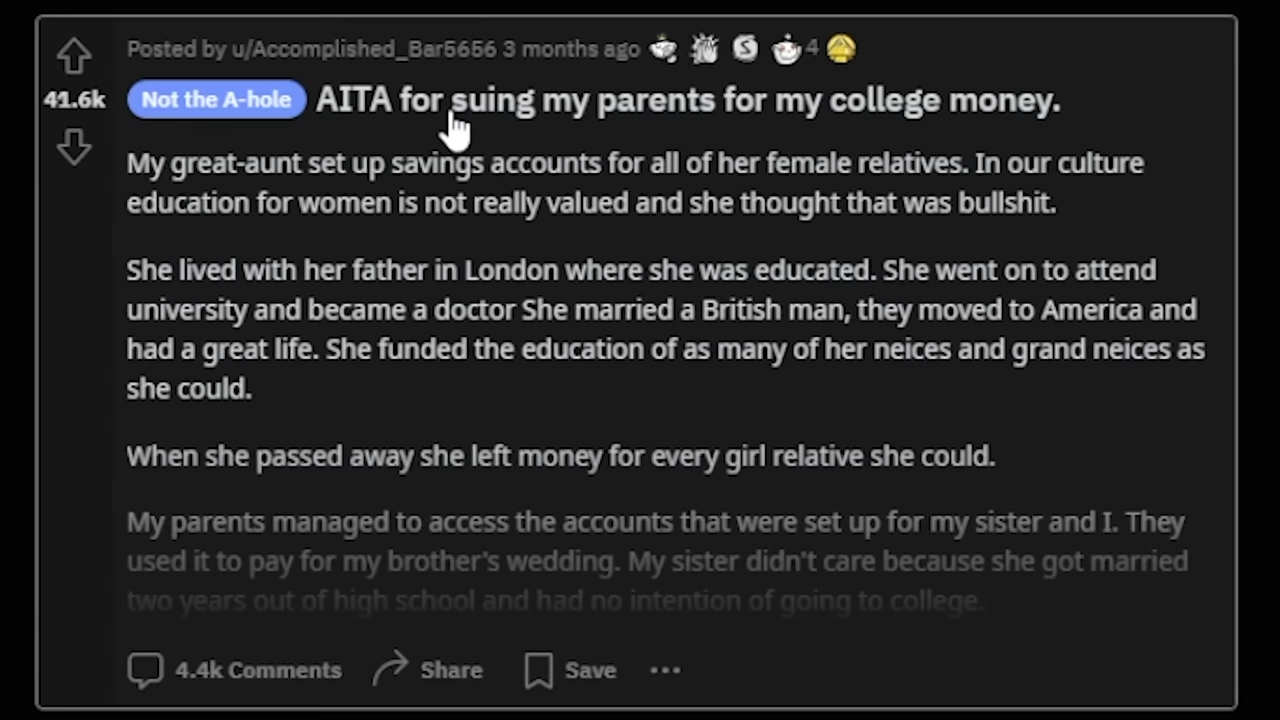 Posted by u/Accomplished_Bar5656 3 months ago 4
41.6k
Not the A-hole AITA for suing my parents for my college money.
My great-aunt set up savings accounts for all of her female relatives. In our culture
education for women is not really valued and she thought that was bullshit.
She lived with her father in London where she was educated. She went on to attend
university and became a doctor She married a British man, they moved to America and
had a great life. She funded the education of as many of her neices and grand neices as
she could.
When she passed away she left money for every girl relative she could.
My parents managed to access the accounts that were set up for my sister and I. They
used it to pay for my brother's wedding. My sister didn't care because she got married
two years out of high school and had no intention of going to college.
4.4k Comments Share Save